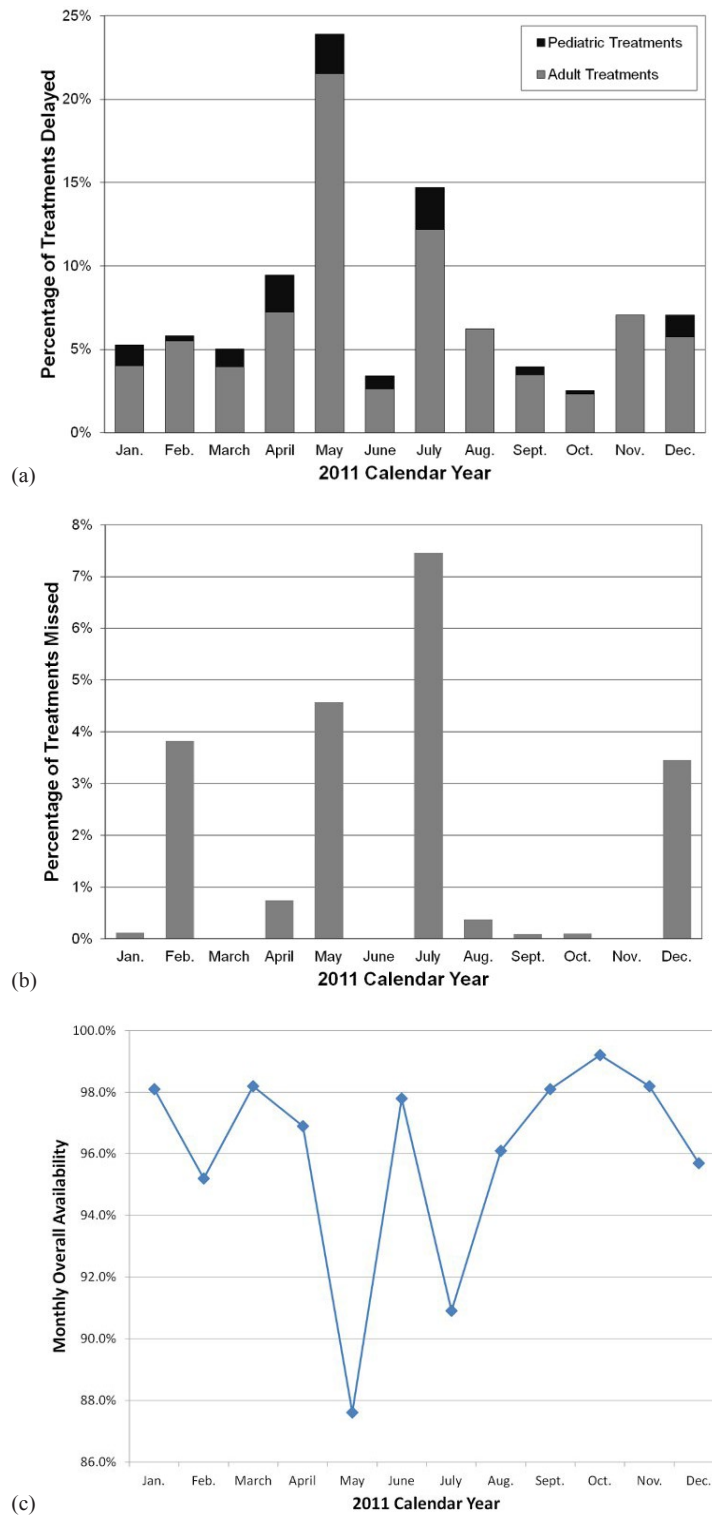 25%
20%
15%
10%
5%
0%
Percentage of Treatments Delayed
Pediatric Treatments
Adult Treatments
Jan. Feb. March April May June July Aug. Sept. Oct. Nov. Dec.
2011 Calendar Year
(a)
8%
7%
6%
5%
4%
3%
2%
1%
0%
Percentage of Treatments Missed
Jan. Feb. March April May June July Aug. Sept. Oct. Nov. Dec.
2011 Calendar Year
(b)
100.0%
98.0%
96.0%
94.0%
92.0%
90.0%
88.0%
86.0%
Monthly Overall Availability
Jan. Feb. March April May June July Aug. Sept. Oct. Nov. Dec.
2011 Calendar Year
(c)